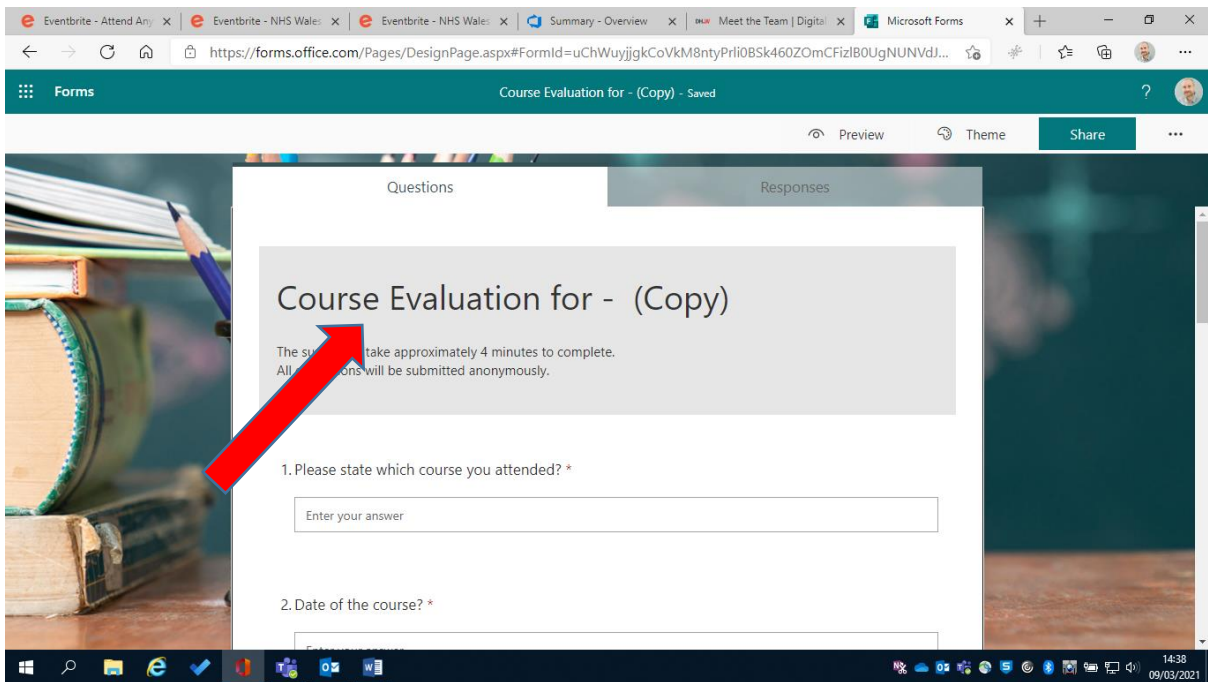 Eventbrite - Attend Any
Eventbrite - NHS Wales
Eventbrite - NHS Wales
Summary - Overview
Meet the Team | Digital
Microsoft Forms
https://forms.office.com/Pages/DesignPage.aspx#FormId=uChWuyjjgkCoVkM8ntyPrli0BSk460ZOmCFizlB0UgNUNVdJ...
Forms
Course Evaluation for - (Copy) - Saved
?
Preview
Theme
Share
Questions
Responses
Course Evaluation for - (Copy)
The take approximately 4 minutes to complete.
All will be submitted anonymously.
1. Please state which course you attended? *
Enter your answer
2. Date of the course? *
14:38
09/03/2021